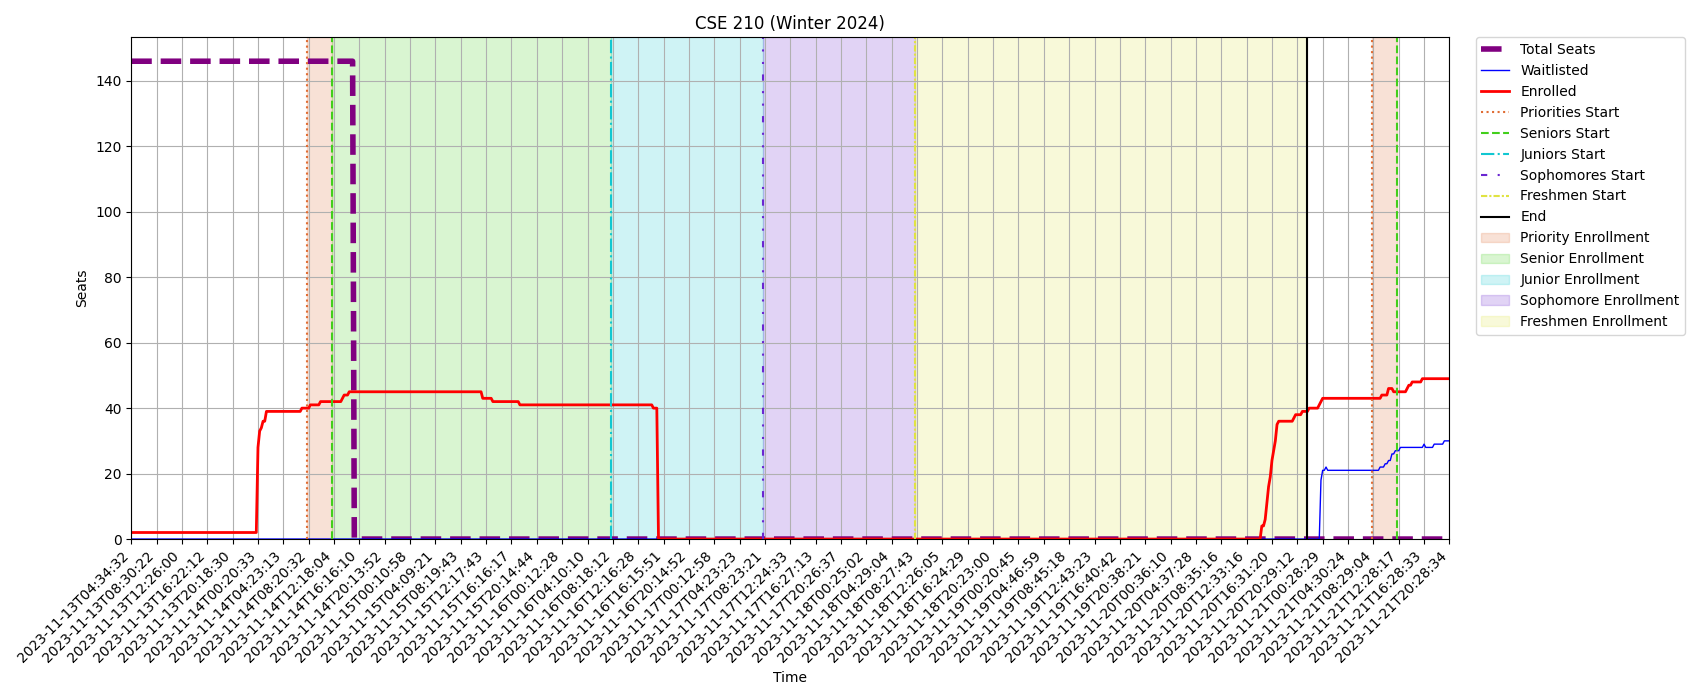 CSE 210 (Winter 2024)
Seats
140
120
100
80
60
40
20
0
2023-11-13T04:34:32
2023-11-13T08:30:22
2023-11-13T12:26:00
2023-11-13T16:22:12
2023-11-13T20:18:30
2023-11-14T00:20:33
2023-11-14T04:23:13
2023-11-14T08:20:32
2023-11-14T12:18:04
2023-11-14T16:16:10
2023-11-14T20:13:52
2023-11-15T00:10:58
2023-11-15T04:09:21
2023-11-15T08:19:43
2023-11-15T12:17:43
2023-11-15T16:16:17
2023-11-15T20:14:44
2023-11-16T00:12:28
2023-11-16T04:10:10
2023-11-16T08:18:12
2023-11-16T12:16:28
2023-11-16T16:15:51
2023-11-16T20:14:52
2023-11-17T00:12:58
2023-11-17T04:23:23
2023-11-17T08:23:21
2023-11-17T12:24:33
2023-11-17T16:27:13
2023-11-17T20:26:37
2023-11-18T00:25:02
2023-11-18T04:29:04
2023-11-18T08:27:43
2023-11-18T12:26:05
2023-11-18T16:24:29
2023-11-18T20:23:00
2023-11-19T00:20:45
2023-11-19T04:46:59
2023-11-19T08:45:18
2023-11-19T12:43:23
2023-11-19T16:40:42
2023-11-19T20:38:21
2023-11-20T00:36:10
2023-11-20T04:37:28
2023-11-20T08:35:16
2023-11-20T12:33:16
2023-11-20T16:31:20
2023-11-20T20:29:12
2023-11-21T00:28:29
2023-11-21T04:30:24
2023-11-21T08:29:04
2023-11-21T12:28:17
2023-11-21T16:28:33
2023-11-21T20:28:34
Time
Total Seats
Waitlisted
Enrolled
Priorities Start
Seniors Start
Juniors Start
Sophomores Start
Freshmen Start
End
Priority Enrollment
Senior Enrollment
Junior Enrollment
Sophomore Enrollment
Freshmen Enrollment